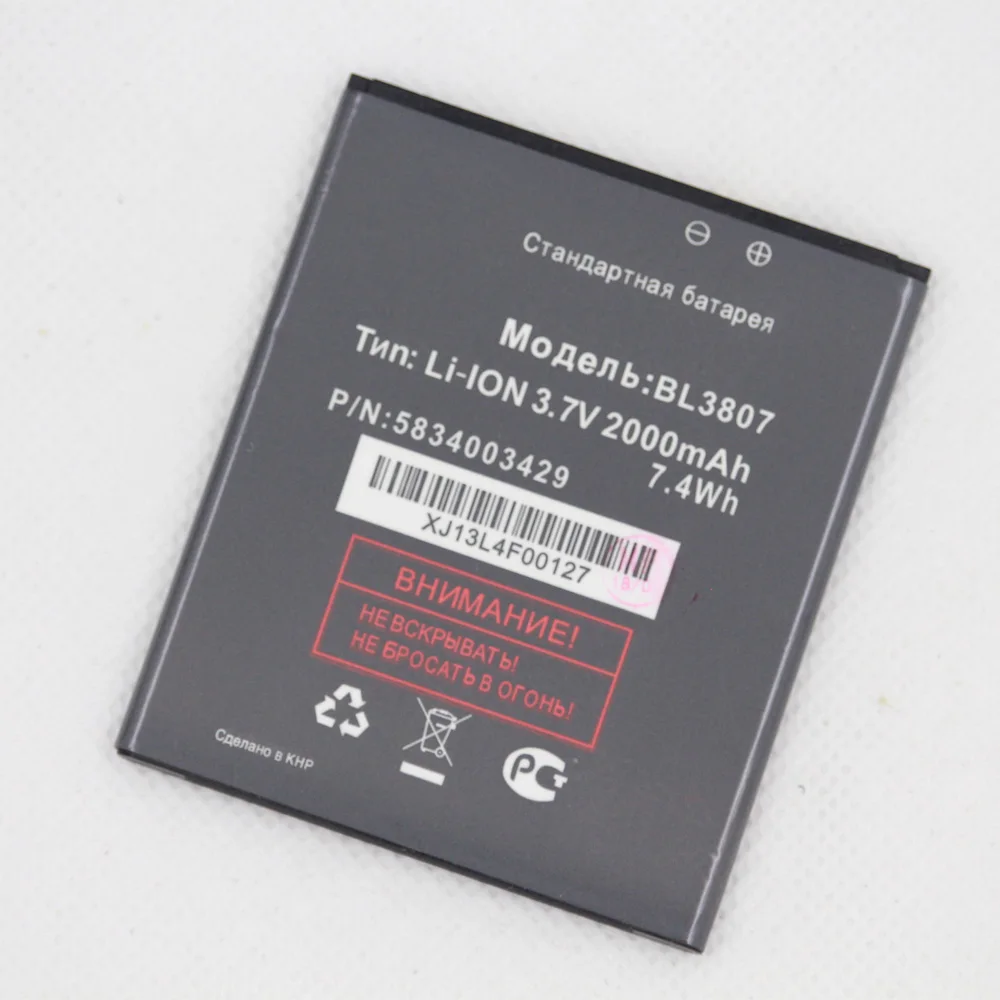 Стандартная батарея
Модель:BL3807
Тип: Li-ION 3.7V 2000mAh
7.4Wh
P/N:5834003429
XJ13L4F00127
ВНИМАНИЕ!
НЕ ВСКРЫВАТЬ!
НЕ БРОСАТЬ В ОГОНЬ!
Сделано в КНР